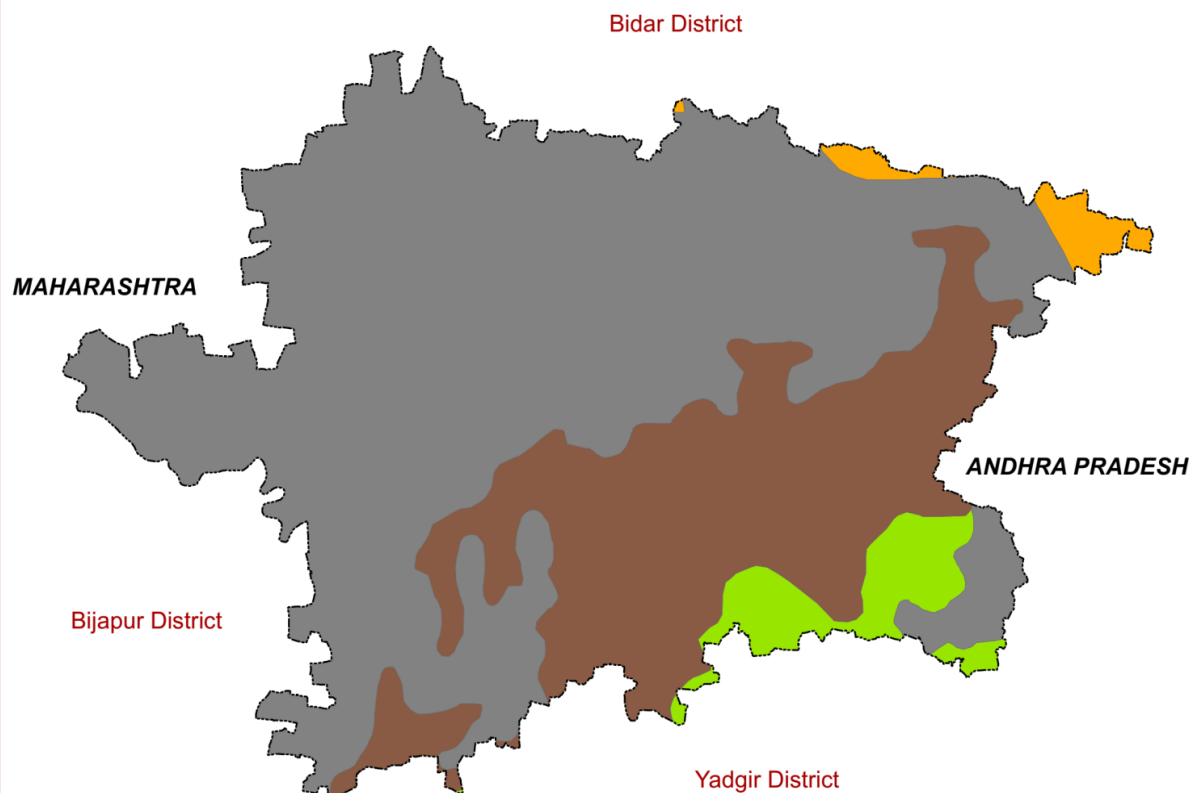 Bidar District
MAHARASHTRA
ANDHRA PRADESH
Bijapur District
Yadgir District